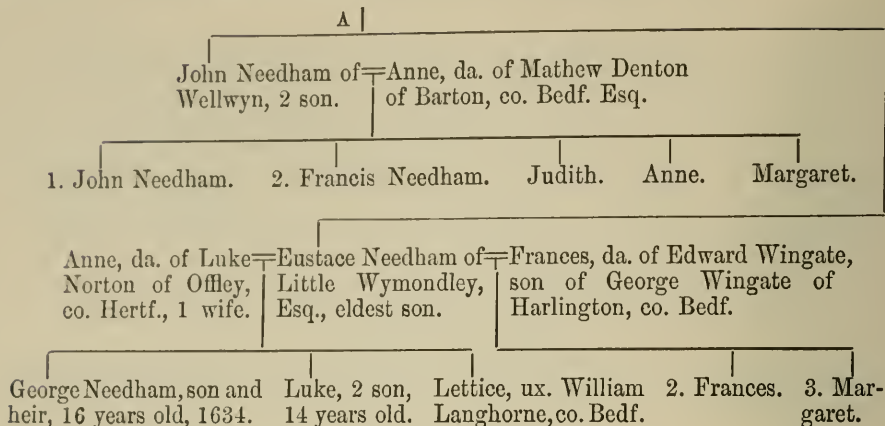 A
John Needham of Anne, da. of Mathew Denton
Wellwyn, 2 son. of Barton, co. Bedf. Esq.
1. John Needham. 2. Francis Needham. Judith. Anne. Margaret.
Anne, da. of Luke Eustace Needham of Frances, da. of Edward Wingate,
Norton of Offley, Little Wymondley, son of George Wingate of
co. Hertf., 1 wife. Esq., eldest son. Harlington, co. Bedf.
George Needham, son and Luke, 2 son, Lettice, ux. William 2. Frances. 3. Mar-
heir, 16 years old, 1634. 14 years old. Langhorne, co. Bedf. garet.